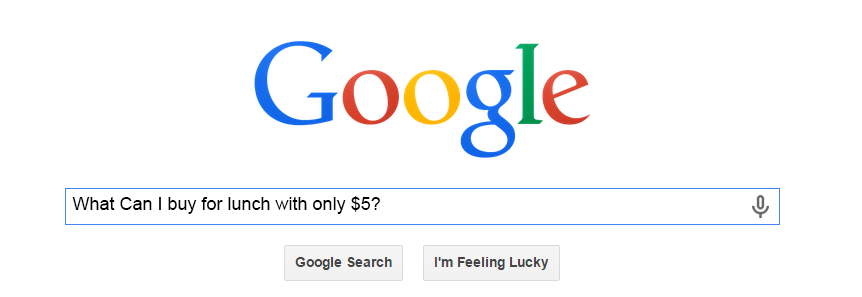 Google
What Can I buy for lunch with only $5?
Google Search
I'm Feeling Lucky